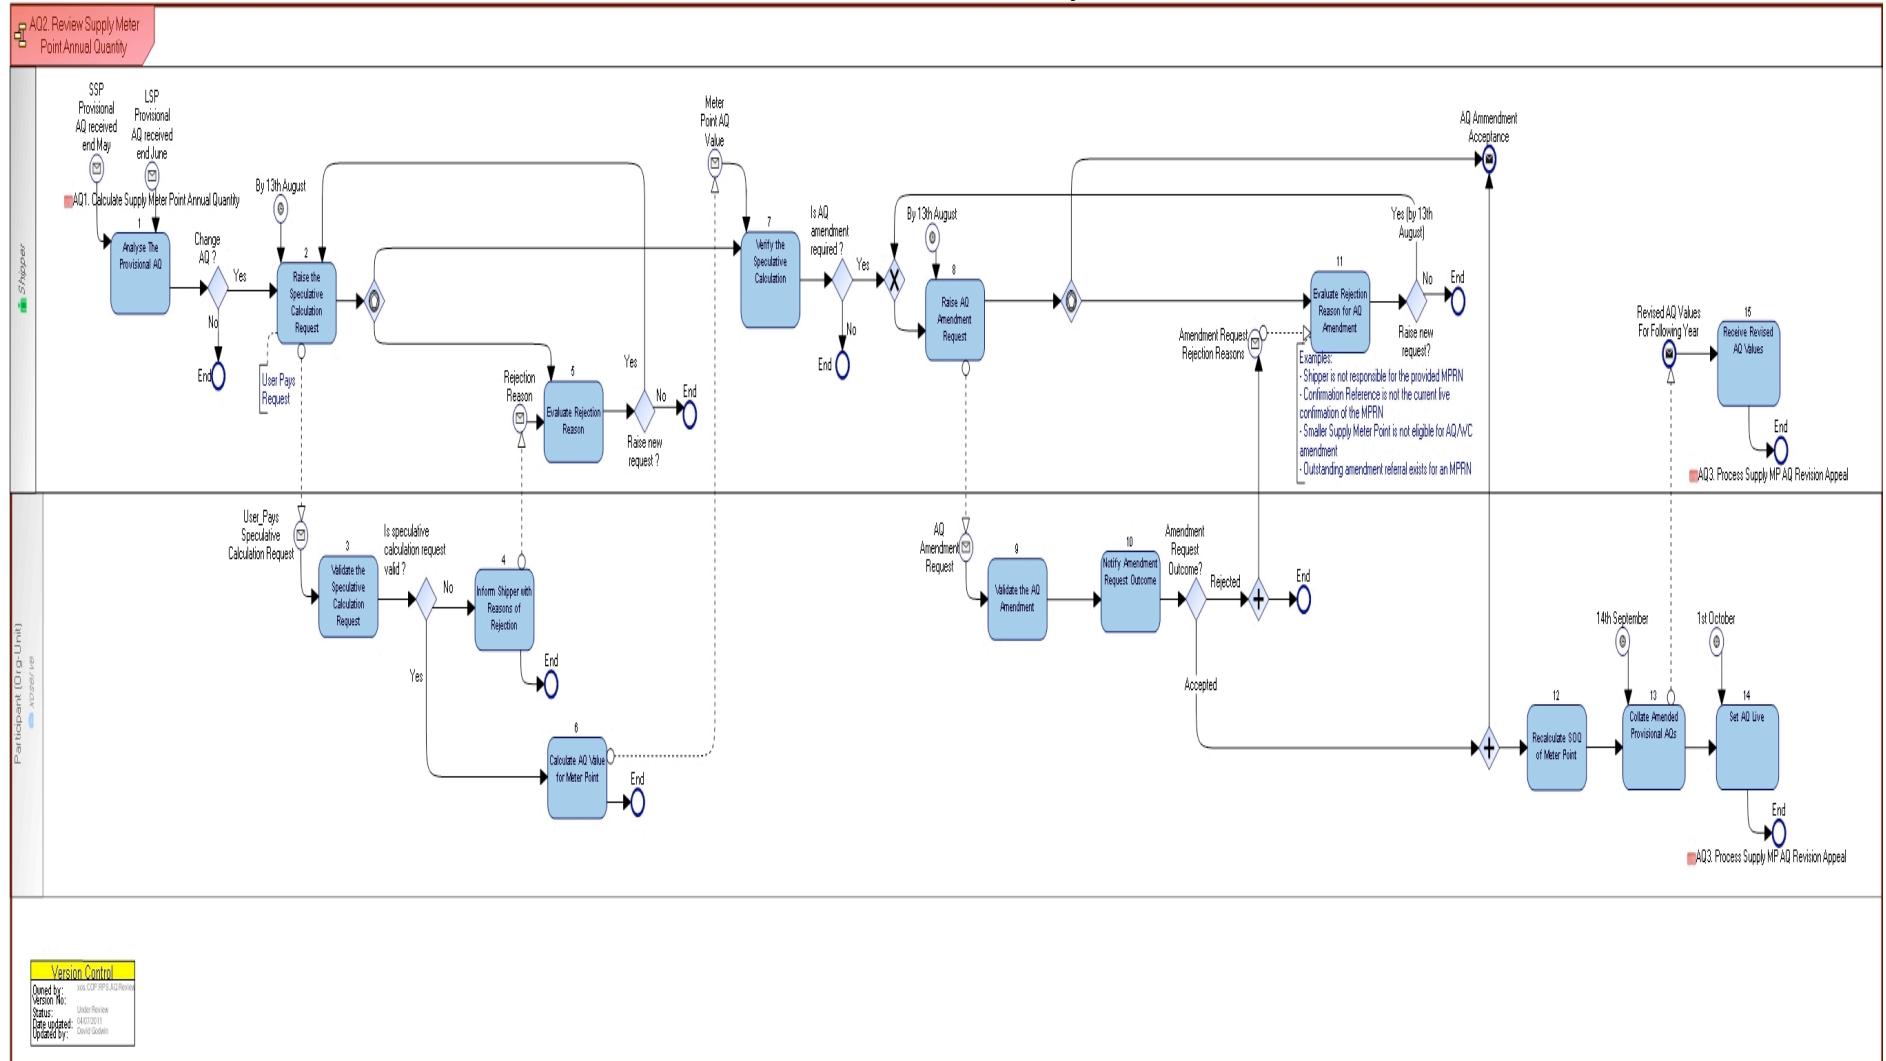 AQ2. Review Supply Meter
Point Annual Quantity
Shipper
SSP
Provisional
AQ received
end May
LSP
Provisional
AQ received
end June
AQ1. Calculate Supply Meter Point Annual Quantity
1
Analyse The
Provisional AQ
Change
AQ ?
Yes
No
End
By 13th August
2
Raise the
Speculative
Calculation
Request
User Pays
Request
Rejection
Reason
5
Evaluate Rejection
Reason
Yes
No
End
Raise new
request ?
Meter
Point AQ
Value
7
Verify the
Speculative
Calculation
Is AQ
amendment
required ?
Yes
No
End
By 13th August
8
Raise AQ
Amendment
Request
Amendment Request
Rejection Reasons
11
Evaluate Rejection
Reason for AQ
Amendment
Examples:
- Shipper is not responsible for the provided MPRN
- Confirmation Reference is not the current live
confirmation of the MPRN
- Smaller Supply Meter Point is not eligible for AQ/WC
amendment
- Outstanding amendment referral exists for an MPRN
Yes (by 13th
August)
No
End
Raise new
request?
AQ Ammendment
Acceptance
Revised AQ Values
For Following Year
15
Receive Revised
AQ Values
End
AQ3. Process Supply MP AQ Revision Appeal
Participant (Org-Unit)
xoserve
User_Pays
Speculative
Calculation Request
3
Validate the
Speculative
Calculation
Request
Is speculative
calculation request
valid ?
No
Yes
4
Inform Shipper with
Reasons of
Rejection
End
6
Calculate AQ Value
for Meter Point
End
AQ
Amendment
Request
9
Validate the AQ
Amendment
10
Notify Amendment
Request Outcome
Amendment
Request
Outcome?
Rejected
End
Accepted
12
Recalculate SOQ
of Meter Point
14th September
13
Collate Amended
Provisional AQs
1st October
14
Set AQ Live
End
AQ3. Process Supply MP AQ Revision Appeal
Version Control
Owned by: xos.COP.RPS.AQ Review
Version No:
Status: Under Review
Date updated: 04/07/2011
Updated by: David Godwin